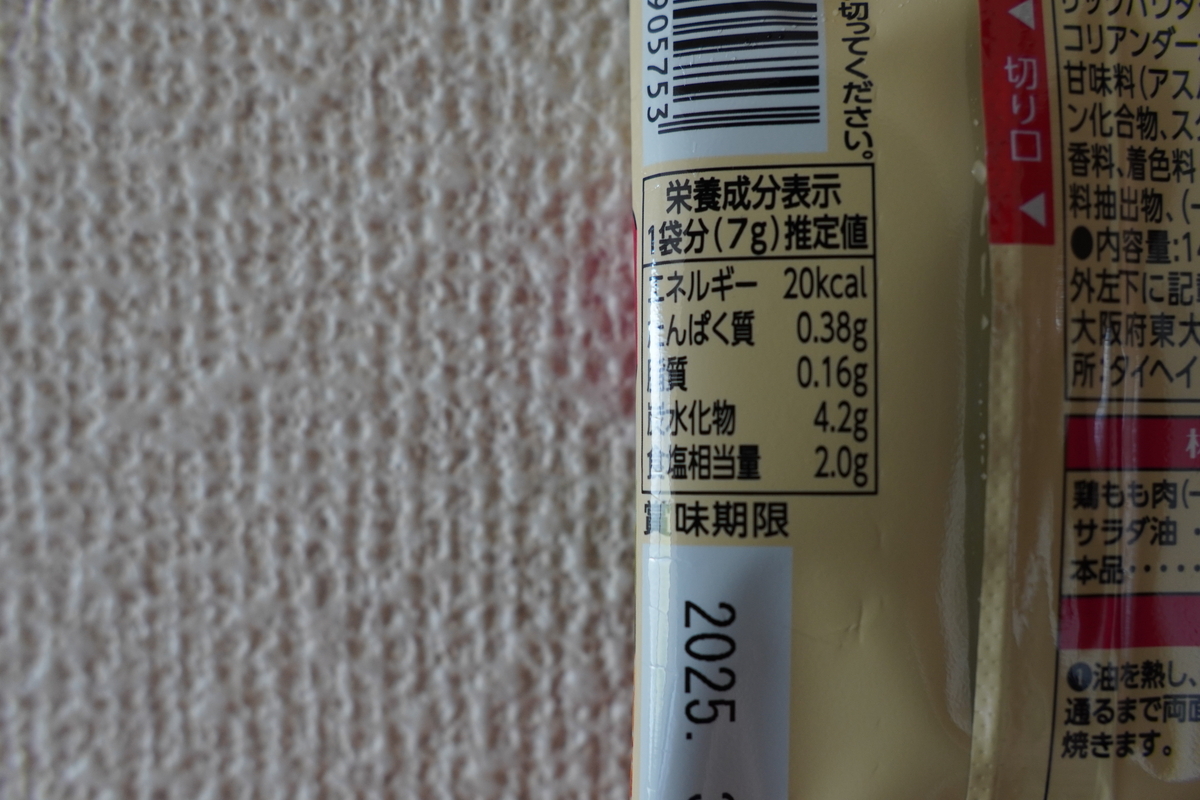 905753
切ってください。
栄養成分表示
1袋分(7g)推定値
エネルギー 20kcal
たんぱく質 0.38g
脂質 0.16g
炭水化物 4.2g
食塩相当量 2.0g
賞味期限
2025.
切り口
コリアンダー
甘味料(アス
ン化合物、ス
香料、着色料
料抽出物、(
●内容量:1
外左下に記
大阪府東大
所 ダイヘイ
鶏もも肉(
サラダ油
本品・・・・・
❶油を熱し、
通るまで両面
焼きます。